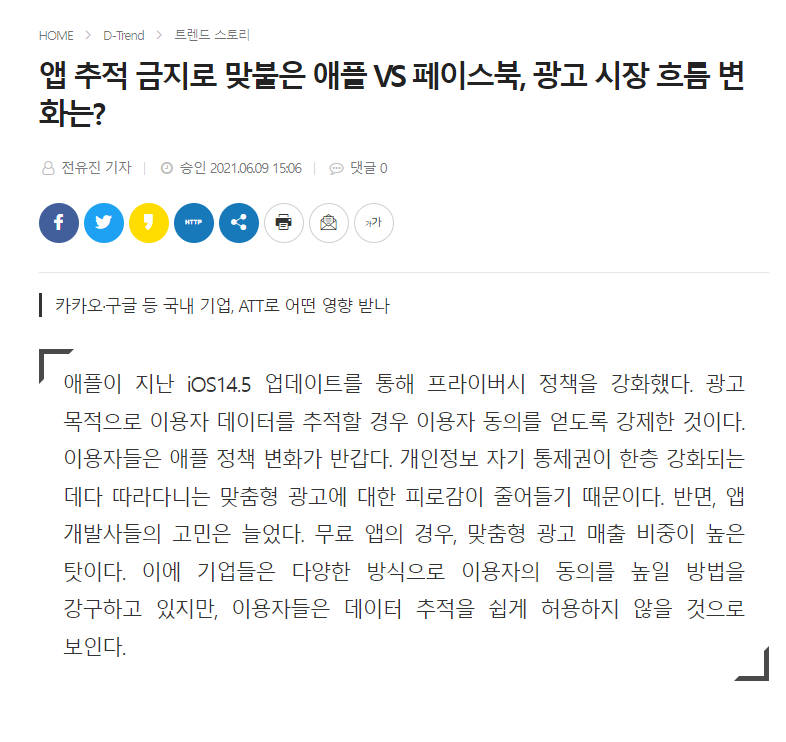 HOME > D-Trend > 트렌드 스토리
앱 추적 금지로 맞붙은 애플 VS 페이스북, 광고 시장 흐름 변
화는?
전유진 기자 | 승인 2021.06.09 15:06 | 댓글 0
HTTP
가가
카카오·구글 등 국내 기업, ATT로 어떤 영향 받나
애플이 지난 iOS14.5 업데이트를 통해 프라이버시 정책을 강화했다. 광고
목적으로 이용자 데이터를 추적할 경우 이용자 동의를 얻도록 강제한 것이다.
이용자들은 애플 정책 변화가 반갑다. 개인정보 자기 통제권이 한층 강화되는
데다 따라다니는 맞춤형 광고에 대한 피로감이 줄어들기 때문이다. 반면, 앱
개발사들의 고민은 늘었다. 무료 앱의 경우, 맞춤형 광고 매출 비중이 높은
탓이다. 이에 기업들은 다양한 방식으로 이용자의 동의를 높일 방법을
강구하고 있지만, 이용자들은 데이터 추적을 쉽게 허용하지 않을 것으로
보인다.